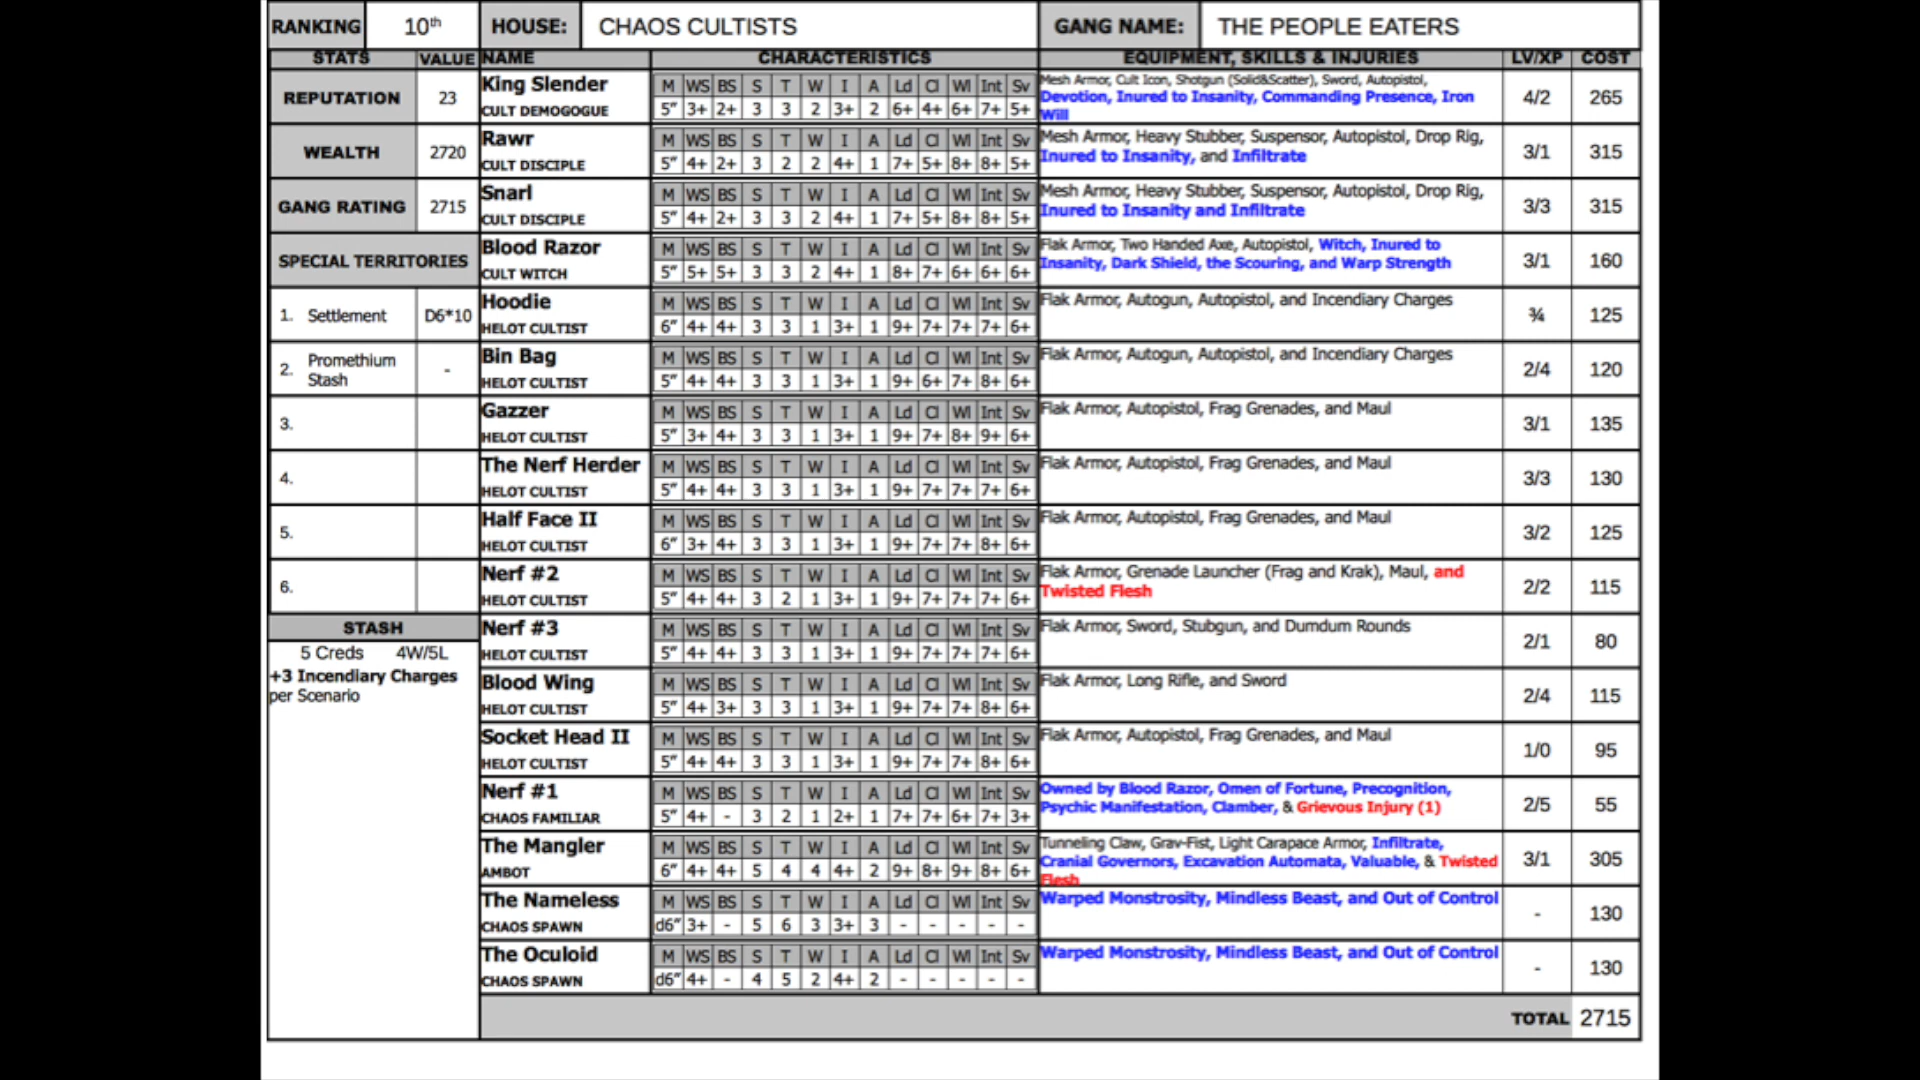 RANKING 10th HOUSE: CHAOS CULTISTS GANG NAME: THE PEOPLE EATERS
STATS VALUE NAME CHARACTERISTICS EQUIPMENT, SKILLS & INJURIES LV/XP COST
REPUTATION 23
WEALTH 2720
GANG RATING 2715
SPECIAL TERRITORIES
1. Settlement D6*10
2. Promethium Stash -
3.
4.
5.
6.
STASH
5 Creds 4W/5L
+3 Incendiary Charges
per Scenario
King Slender
CULT DEMOGOGUE
M WS BS S T W I A Ld Cl Wl Int Sv
5" 3+ 2+ 3 3 2 3+ 2 6+ 4+ 6+ 7+ 5+
Mesh Armor, Cult Icon, Shotgun (Solid&Scatter), Sword, Autopistol,
Devotion, Inured to Insanity, Commanding Presence, Iron
Will
4/2 265
Rawr
CULT DISCIPLE
M WS BS S T W I A Ld Cl Wl Int Sv
5" 4+ 2+ 3 2 2 4+ 1 7+ 5+ 8+ 8+ 5+
Mesh Armor, Heavy Stubber, Suspensor, Autopistol, Drop Rig,
Inured to Insanity, and Infiltrate
3/1 315
Snarl
CULT DISCIPLE
M WS BS S T W I A Ld Cl Wl Int Sv
5" 4+ 2+ 3 3 2 4+ 1 7+ 5+ 8+ 8+ 5+
Mesh Armor, Heavy Stubber, Suspensor, Autopistol, Drop Rig,
Inured to Insanity and Infiltrate
3/3 315
Blood Razor
CULT WITCH
M WS BS S T W I A Ld Cl Wl Int Sv
5" 5+ 5+ 3 3 2 4+ 1 8+ 7+ 6+ 6+ 6+
Flak Armor, Two Handed Axe, Autopistol, Witch, Inured to
Insanity, Dark Shield, the Scouring, and Warp Strength
3/1 160
Hoodie
HELOT CULTIST
M WS BS S T W I A Ld Cl Wl Int Sv
6" 4+ 4+ 3 3 1 3+ 1 9+ 7+ 7+ 7+ 6+
Flak Armor, Autogun, Autopistol, and Incendiary Charges
¾ 125
Bin Bag
HELOT CULTIST
M WS BS S T W I A Ld Cl Wl Int Sv
5" 4+ 4+ 3 3 1 3+ 1 9+ 6+ 7+ 8+ 6+
Flak Armor, Autogun, Autopistol, and Incendiary Charges
2/4 120
Gazzer
HELOT CULTIST
M WS BS S T W I A Ld Cl Wl Int Sv
5" 3+ 4+ 3 3 1 3+ 1 9+ 7+ 8+ 9+ 6+
Flak Armor, Autopistol, Frag Grenades, and Maul
3/1 135
The Nerf Herder
HELOT CULTIST
M WS BS S T W I A Ld Cl Wl Int Sv
5" 4+ 4+ 3 3 1 3+ 1 9+ 7+ 7+ 7+ 6+
Flak Armor, Autopistol, Frag Grenades, and Maul
3/3 130
Half Face II
HELOT CULTIST
M WS BS S T W I A Ld Cl Wl Int Sv
6" 3+ 4+ 3 3 1 3+ 1 9+ 7+ 7+ 8+ 6+
Flak Armor, Autopistol, Frag Grenades, and Maul
3/2 125
Nerf #2
HELOT CULTIST
M WS BS S T W I A Ld Cl Wl Int Sv
5" 4+ 4+ 3 2 1 3+ 1 9+ 7+ 7+ 7+ 6+
Flak Armor, Grenade Launcher (Frag and Krak), Maul, and
Twisted Flesh
2/2 115
Nerf #3
HELOT CULTIST
M WS BS S T W I A Ld Cl Wl Int Sv
5" 4+ 4+ 3 3 1 3+ 1 9+ 7+ 7+ 7+ 6+
Flak Armor, Sword, Stubgun, and Dumdum Rounds
2/1 80
Blood Wing
HELOT CULTIST
M WS BS S T W I A Ld Cl Wl Int Sv
5" 4+ 3+ 3 3 1 3+ 1 9+ 7+ 7+ 8+ 6+
Flak Armor, Long Rifle, and Sword
2/4 115
Socket Head II
HELOT CULTIST
M WS BS S T W I A Ld Cl Wl Int Sv
5" 4+ 4+ 3 3 1 3+ 1 9+ 7+ 7+ 8+ 6+
Flak Armor, Autopistol, Frag Grenades, and Maul
1/0 95
Nerf #1
CHAOS FAMILIAR
M WS BS S T W I A Ld Cl Wl Int Sv
5" 4+ - 3 2 1 2+ 1 7+ 7+ 6+ 7+ 3+
Owned by Blood Razor, Omen of Fortune, Precognition,
Psychic Manifestation, Clamber, & Grievous Injury (1)
2/5 55
The Mangler
AMBOT
M WS BS S T W I A Ld Cl Wl Int Sv
6" 4+ 4+ 5 4 4 4+ 2 9+ 8+ 9+ 8+ 6+
Tunneling Claw, Grav-Fist, Light Carapace Armor, Infiltrate,
Cranial Governors, Excavation Automata, Valuable, & Twisted
Flesh
3/1 305
The Nameless
CHAOS SPAWN
M WS BS S T W I A Ld Cl Wl Int Sv
d6" 3+ - 5 6 3 3+ 3 - - - - -
Warped Monstrosity, Mindless Beast, and Out of Control
- 130
The Oculoid
CHAOS SPAWN
M WS BS S T W I A Ld Cl Wl Int Sv
d6" 4+ - 4 5 2 4+ 2 - - - - -
Warped Monstrosity, Mindless Beast, and Out of Control
- 130
TOTAL 2715